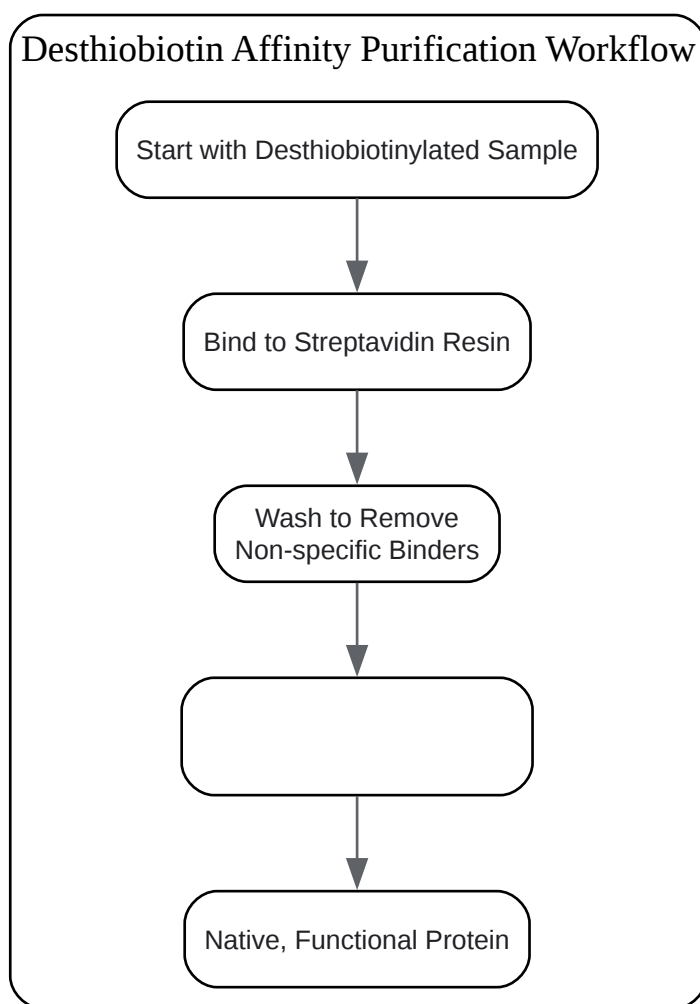 Desthiobiotin Affinity Purification Workflow
Start with Desthiobiotinylated Sample
Bind to Streptavidin Resin
Wash to Remove
Non-specific Binders
Native, Functional Protein